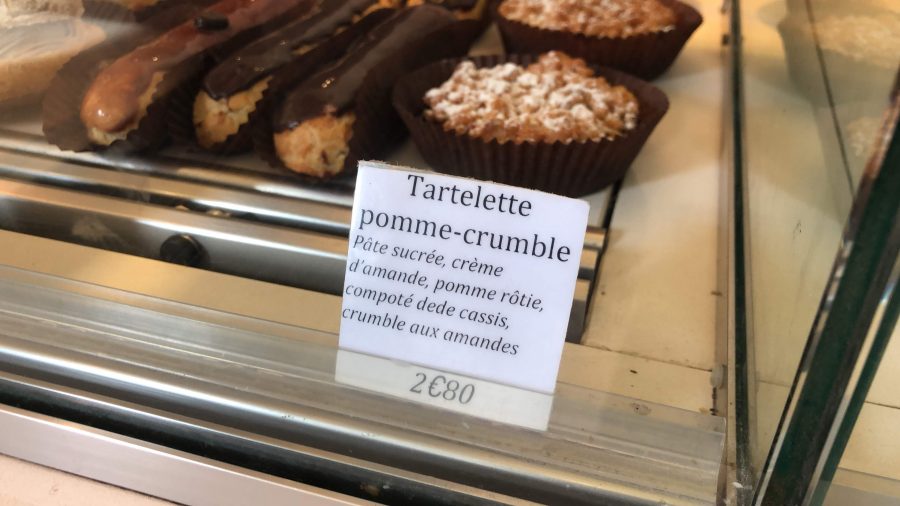 Tartelette
pomme-crumble
Pâte sucrée, crème
d'amande, pomme rôtie,
compoté dede cassis,
crumble aux amandes
2€80